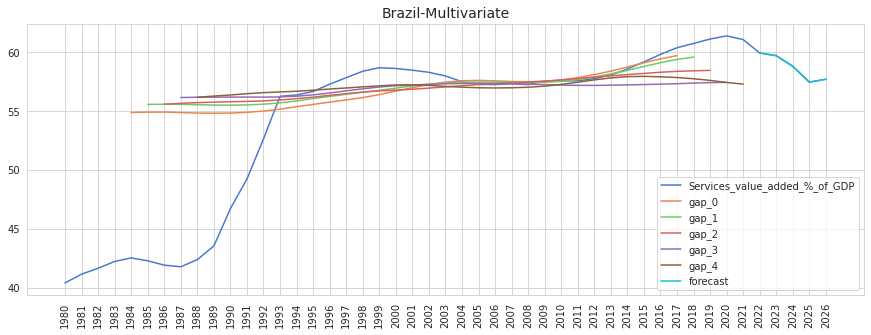 Brazil-Multivariate
60
55
50
45
40
Services_value_added_%_of_GDP
gap_0
gap_1
gap_2
gap_3
gap_4
forecast
1980 1981 1982 1983 1984 1985 1986 1987 1988 1989 1990 1991 1992 1993 1994 1995 1996 1997 1998 1999 2000 2001 2002 2003 2004 2005 2006 2007 2008 2009 2010 2011 2012 2013 2014 2015 2016 2017 2018 2019 2020 2021 2022 2023 2024 2025 2026